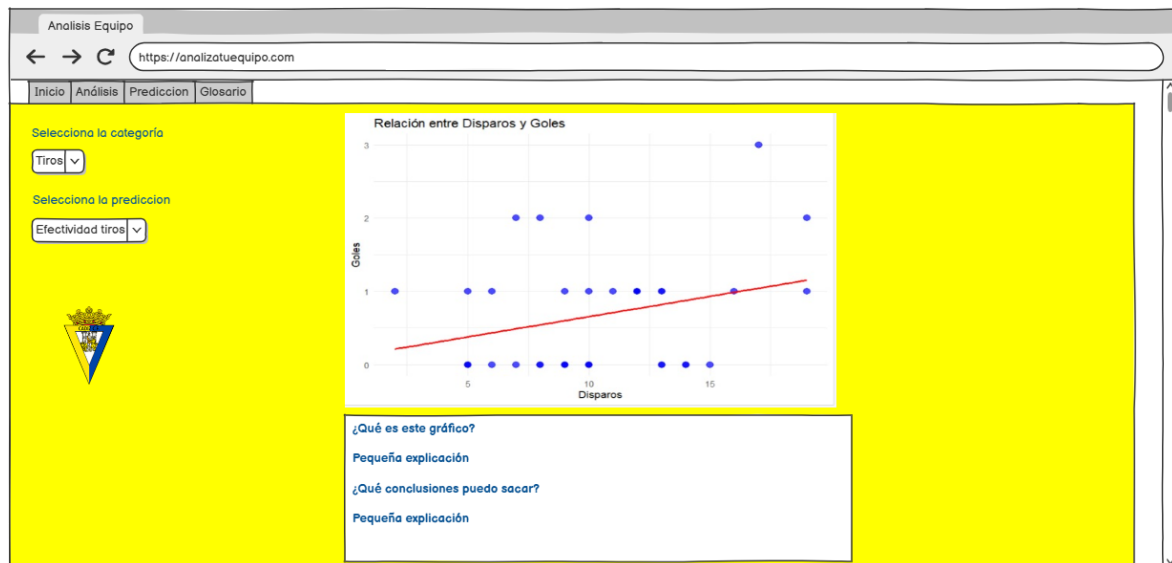 Analisis Equipo
https://analizatuequipo.com
Inicio Análisis Prediccion Glosario
Selecciona la categoría
Tiros
Selecciona la prediccion
Efectividad tiros
Relación entre Disparos y Goles
3
2
1
0
Goles
5 10 15
Disparos
¿Qué es este gráfico?
Pequeña explicación
¿Qué conclusiones puedo sacar?
Pequeña explicación